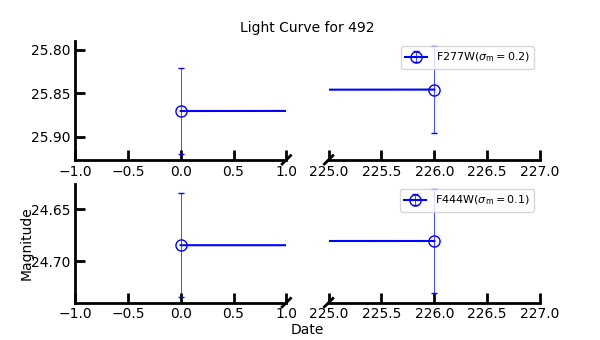 Light Curve for 492
25.80
25.85
25.90
F277W(σm = 0.2)
−1.0 −0.5 0.0 0.5 1.0 225.0 225.5 226.0 226.5 227.0
24.65
24.70
F444W(σm = 0.1)
Magnitude
−1.0 −0.5 0.0 0.5 1.0 225.0 225.5 226.0 226.5 227.0
Date